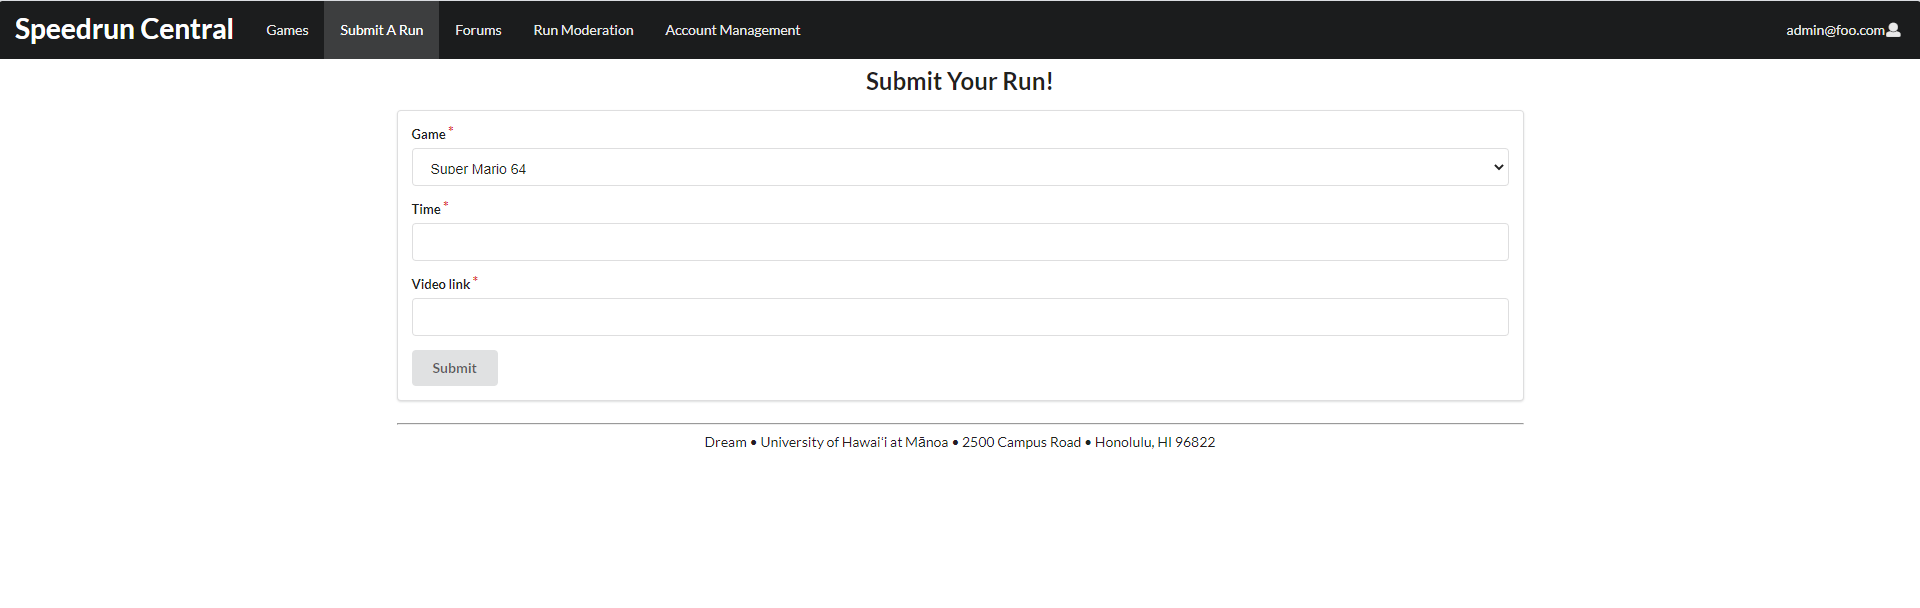 Speedrun Central Games Submit A Run Forums Run Moderation Account Management admin@foo.com
Submit Your Run!
Game *
Super Mario 64
Time *
Video link *
Submit
Dream • University of Hawaiʻi at Mānoa • 2500 Campus Road • Honolulu, HI 96822